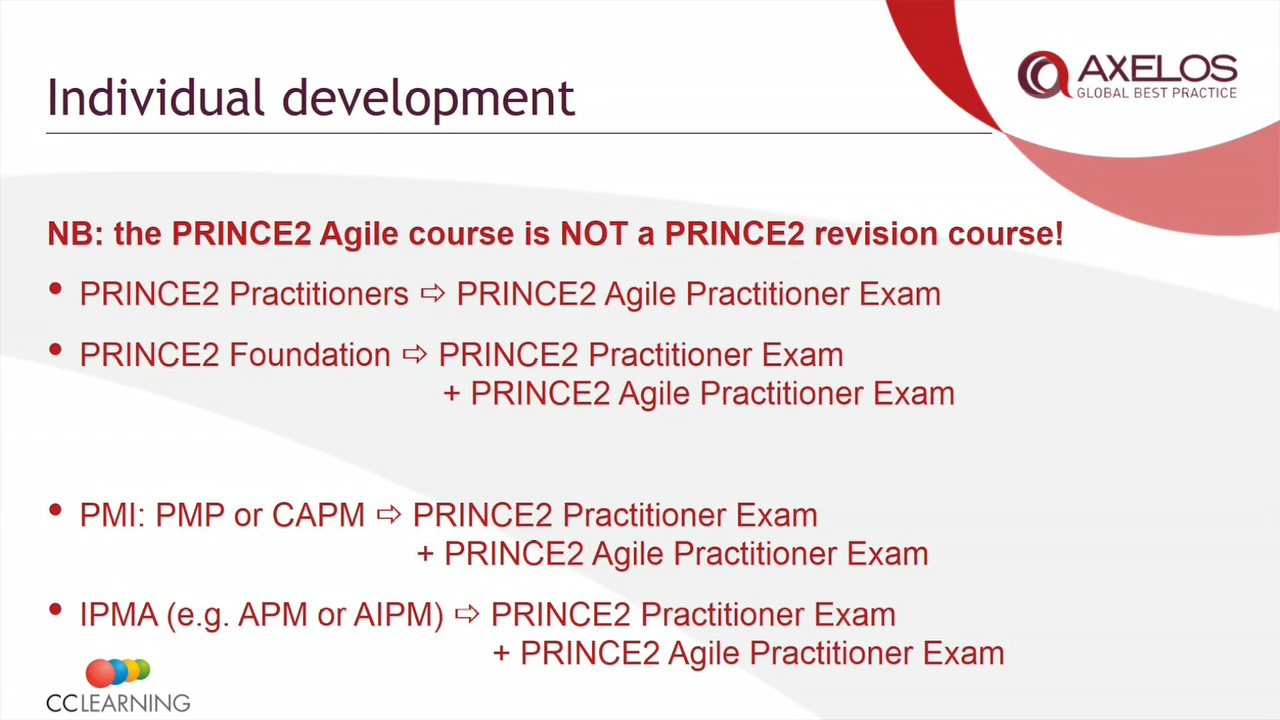 AXELOS
GLOBAL BEST PRACTICE
Individual development
NB: the PRINCE2 Agile course is NOT a PRINCE2 revision course!
• PRINCE2 Practitioners ⇨ PRINCE2 Agile Practitioner Exam
• PRINCE2 Foundation ⇨ PRINCE2 Practitioner Exam
+ PRINCE2 Agile Practitioner Exam
• PMI: PMP or CAPM ⇨ PRINCE2 Practitioner Exam
+ PRINCE2 Agile Practitioner Exam
• IPMA (e.g. APM or AIPM) ⇨ PRINCE2 Practitioner Exam
+ PRINCE2 Agile Practitioner Exam
CCLEARNING